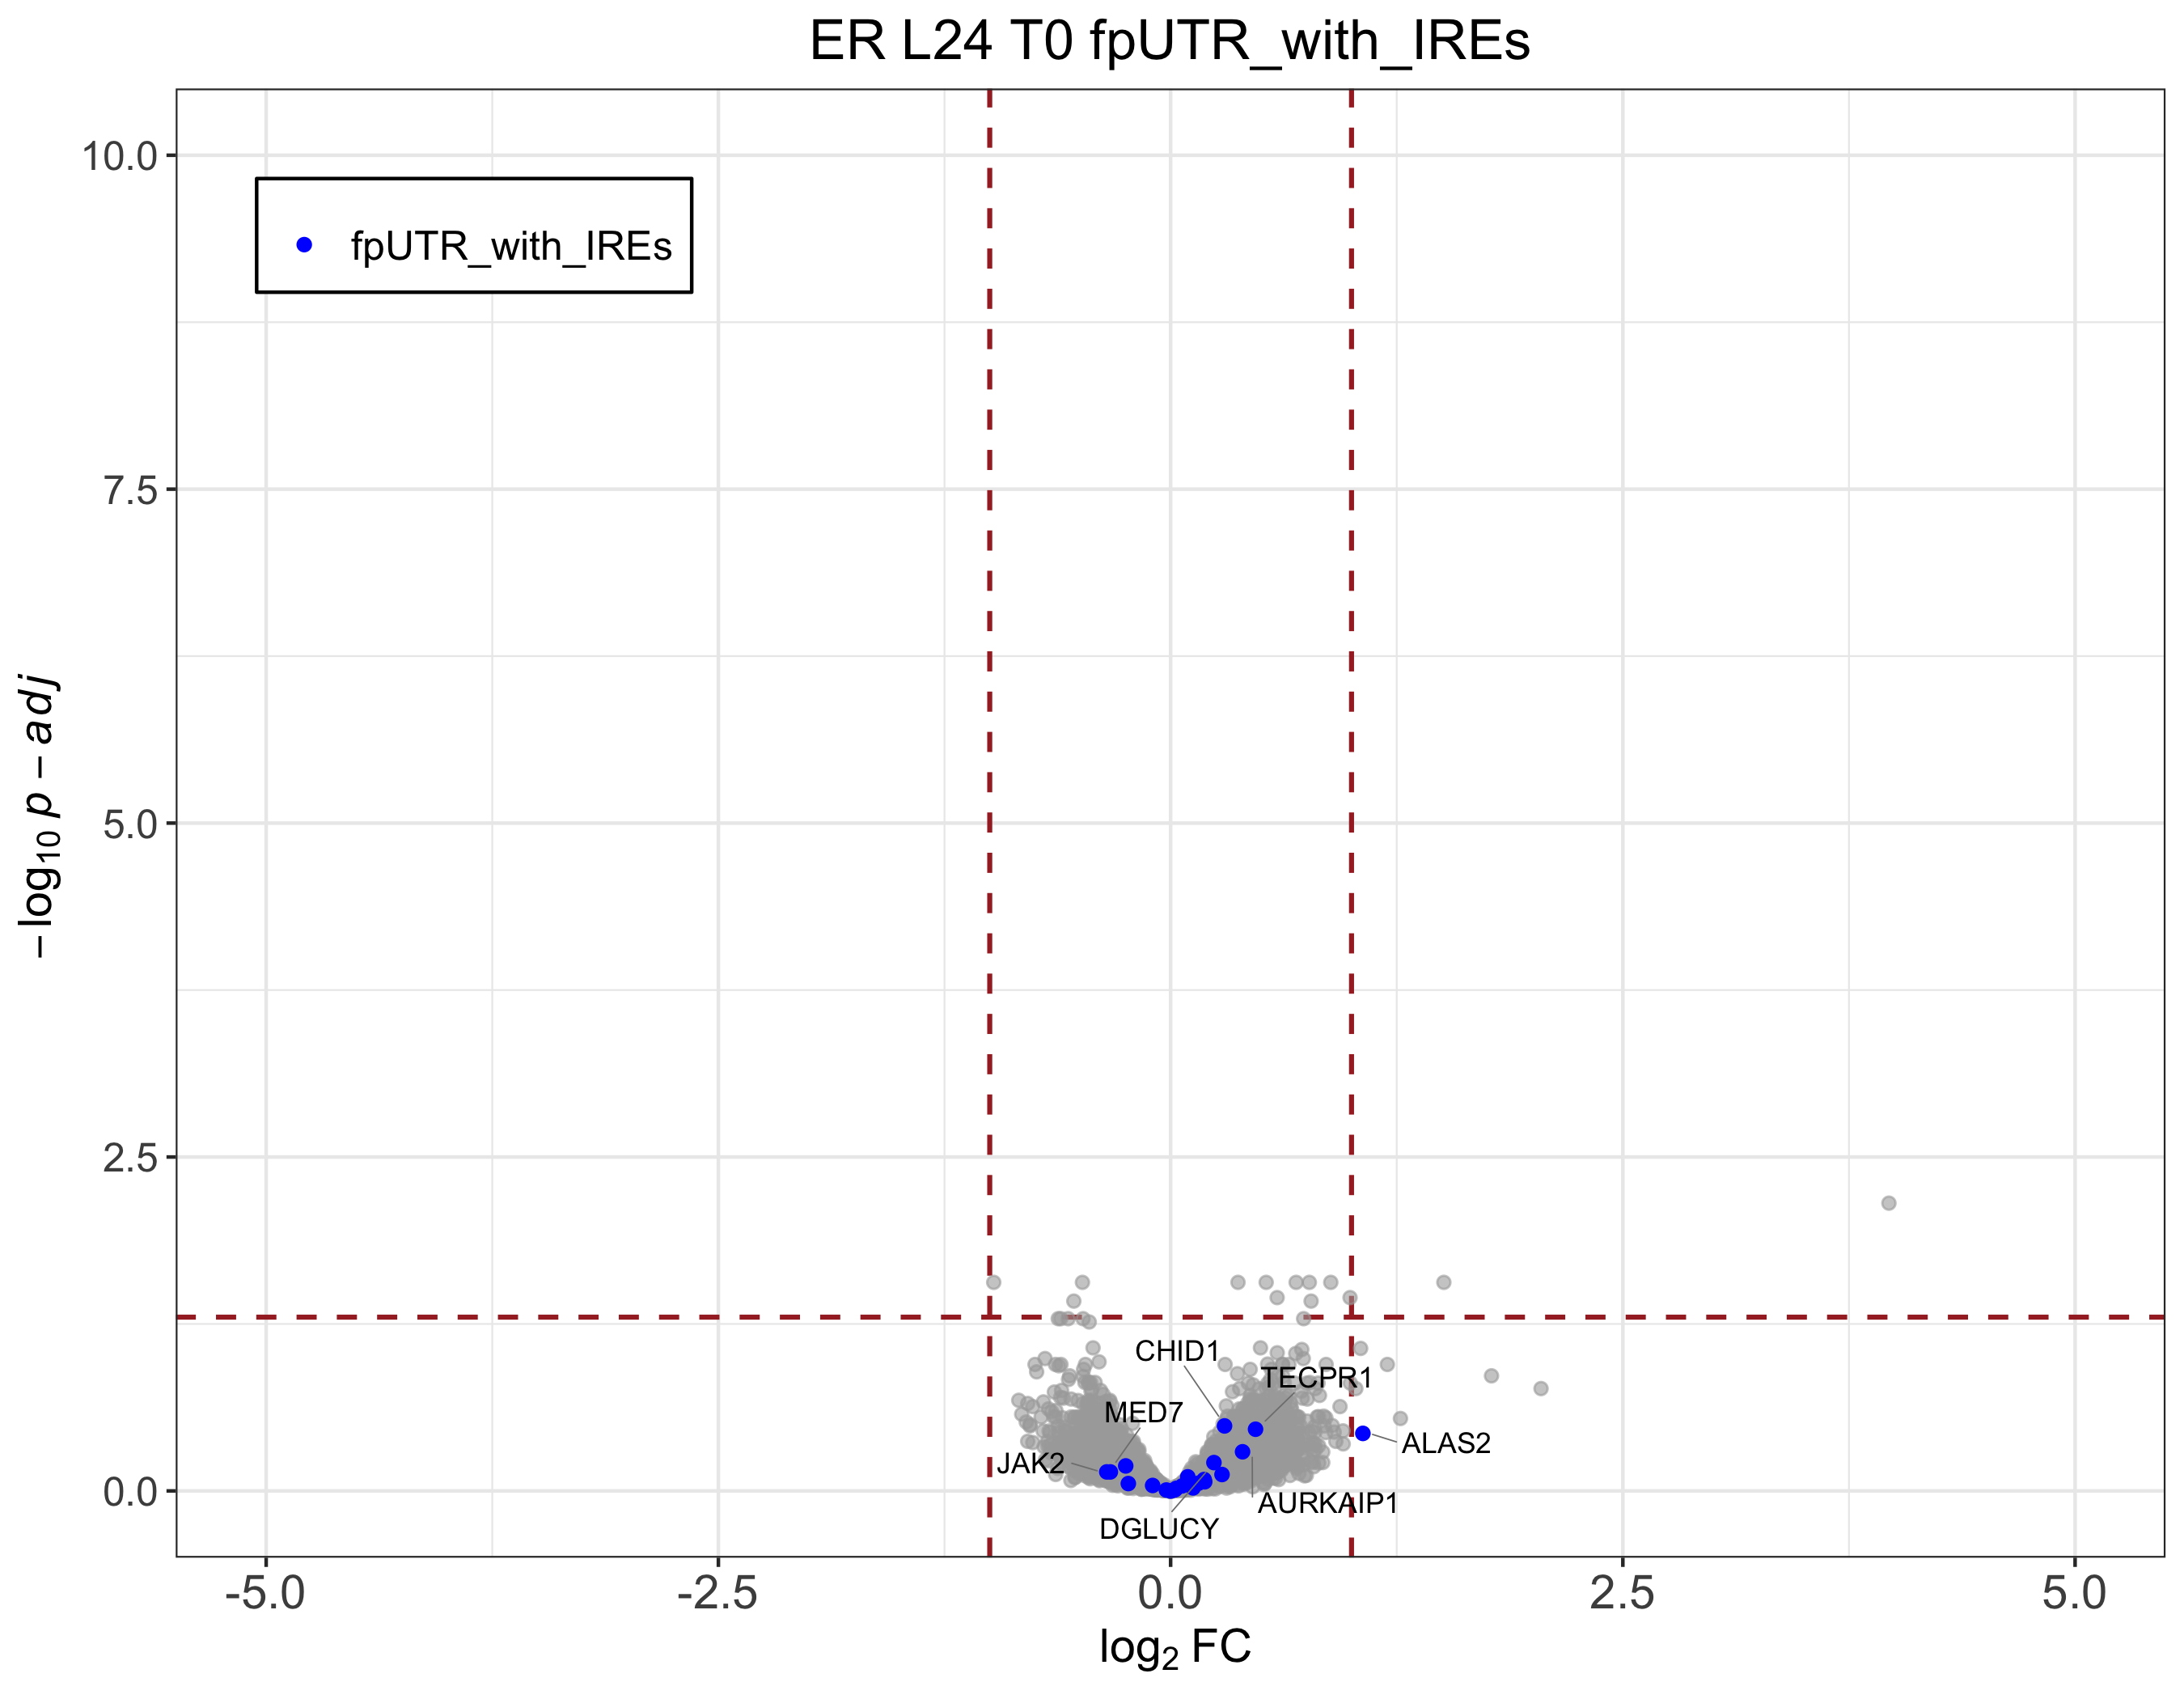 ER L24 T0 fpUTR_with_IREs
10.0
7.5
5.0
2.5
0.0
−log10 p − adj
fpUTR_with_IREs
CHID1
TECPR1
MED7
JAK2
ALAS2
AURKAIP1
DGLUCY
-5.0 -2.5 0.0 2.5 5.0
log2 FC